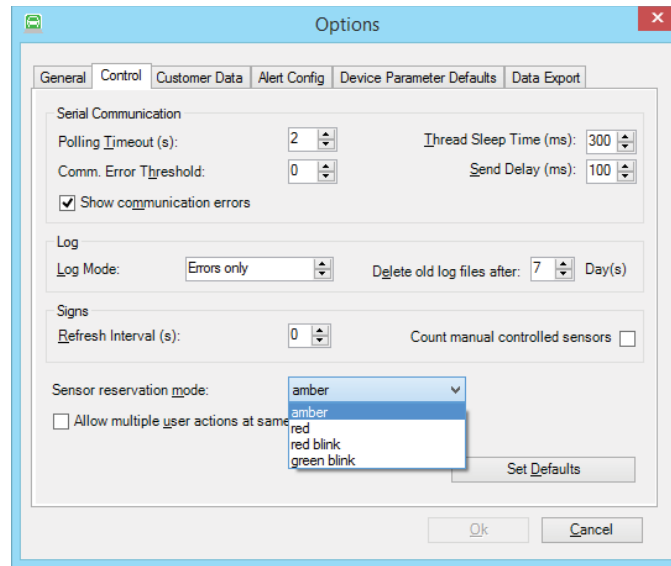 Options
General Control Customer Data Alert Config Device Parameter Defaults Data Export
Serial Communication
Polling Timeout (s): 2 Thread Sleep Time (ms): 300
Comm. Error Threshold: 0 Send Delay (ms): 100
Show communication errors
Log
Log Mode: Errors only Delete old log files after: 7 Day(s)
Signs
Refresh Interval (s): 0 Count manual controlled sensors
Sensor reservation mode: amber
amber
Allow multiple user actions at same
red
red blink
green blink
Set Defaults
Ok Cancel